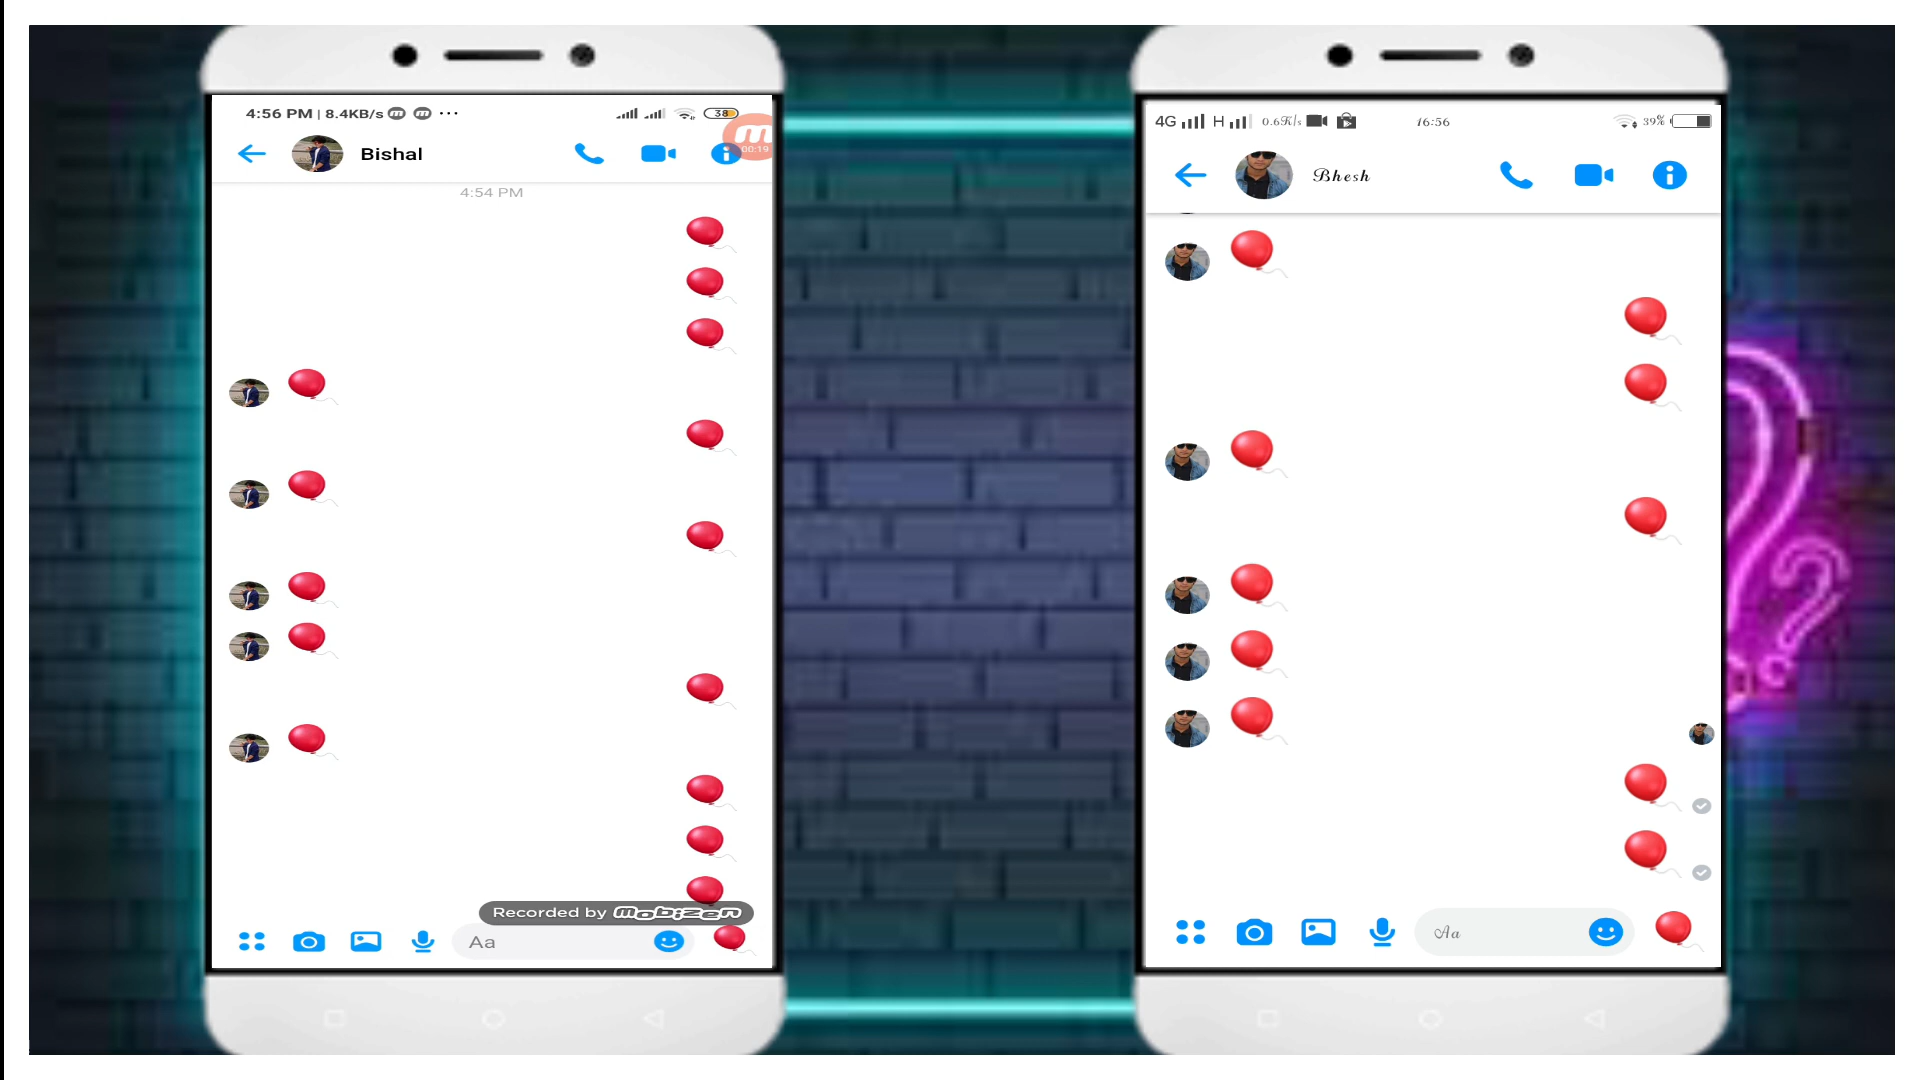 4:56 PM | 8.4KB/s m m ...
38
m
00:19
Bishal
4:54 PM
Recorded by mobizen
Aa
4G H 0.6K/s 16:56 39%
Bhesh
Aa